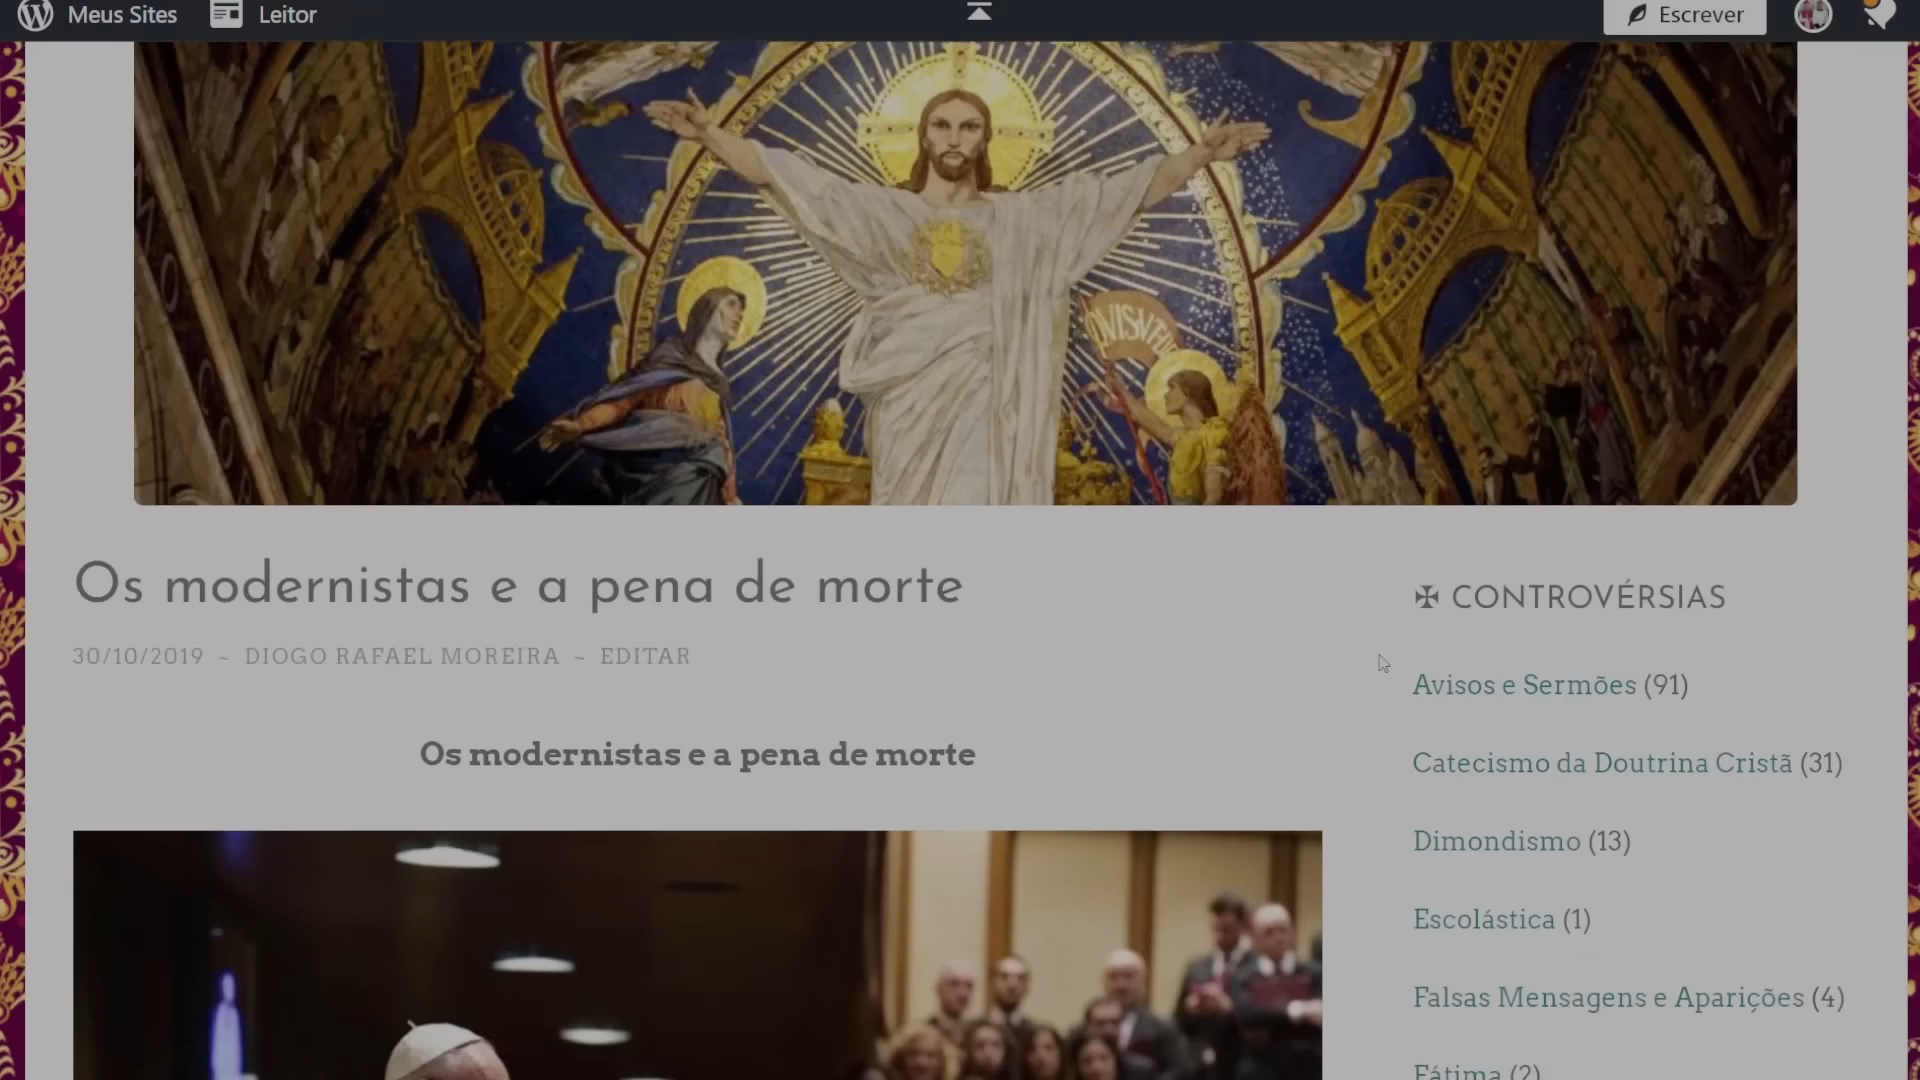 Meus Sites
Leitor
Escrever
Os modernistas e a pena de morte
30/10/2019 ~ DIOGO RAFAEL MOREIRA ~ EDITAR
Os modernistas e a pena de morte
✠ CONTROVÉRSIAS
Avisos e Sermões (91)
Catecismo da Doutrina Cristã (31)
Dimondismo (13)
Escolástica (1)
Falsas Mensagens e Aparições (4)
Fátima (2)